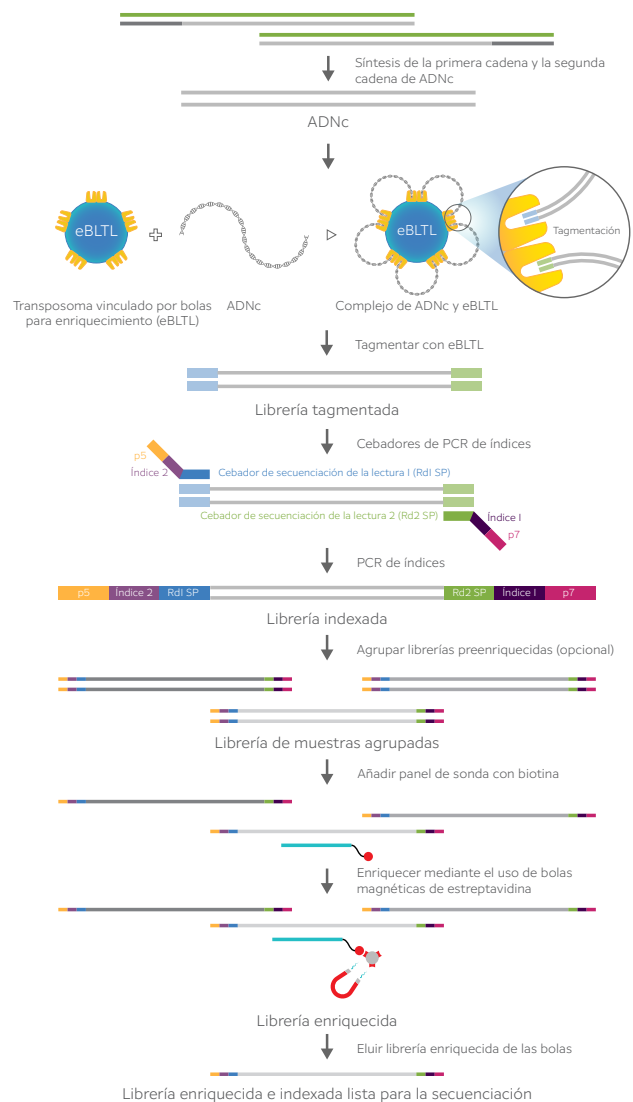 Síntesis de la primera cadena y la segunda
cadena de ADNc
ADNc
eBLTL
eBLTL
Tagmentación
Transposoma vinculado por bolas
para enriquecimiento (eBLTL)
ADNc
Complejo de ADNc y eBLTL
Tagmentar con eBLTL
Librería tagmentada
Cebadores de PCR de índices
p5
Índice 2
Cebador de secuenciación de la lectura 1 (Rd1 SP)
Cebador de secuenciación de la lectura 2 (Rd2 SP)
Índice 1
p7
PCR de índices
p5 Índice 2 Rd1 SP Rd2 SP Índice 1 p7
Librería indexada
Agrupar librerías preenriquecidas (opcional)
Librería de muestras agrupadas
Añadir panel de sonda con biotina
Enriquecer mediante el uso de bolas
magnéticas de estreptavidina
Librería enriquecida
Eluir librería enriquecida de las bolas
Librería enriquecida e indexada lista para la secuenciación